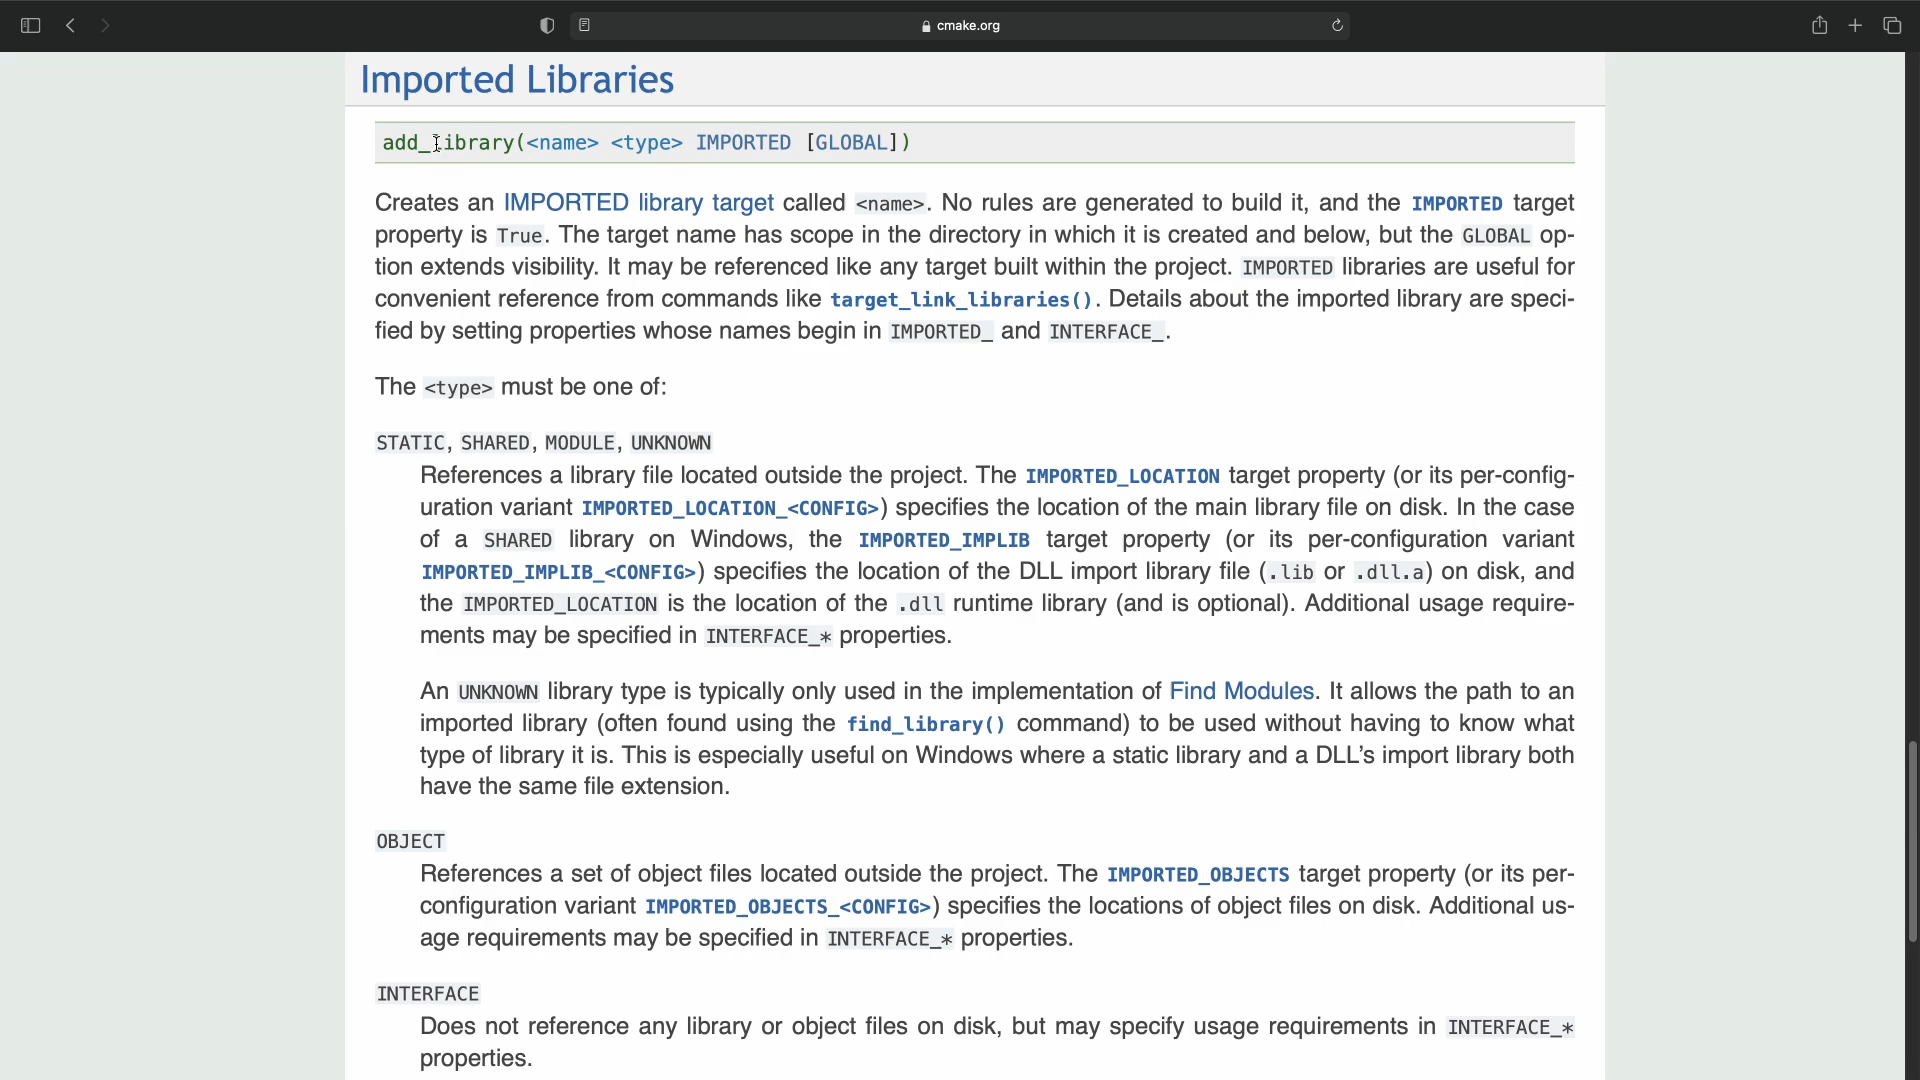 cmake.org
Imported Libraries
add_library(<name> <type> IMPORTED [GLOBAL])
Creates an IMPORTED library target called <name>. No rules are generated to build it, and the IMPORTED target
property is True. The target name has scope in the directory in which it is created and below, but the GLOBAL op-
tion extends visibility. It may be referenced like any target built within the project. IMPORTED libraries are useful for
convenient reference from commands like target_link_libraries(). Details about the imported library are speci-
fied by setting properties whose names begin in IMPORTED_ and INTERFACE_.
The <type> must be one of:
STATIC, SHARED, MODULE, UNKNOWN
References a library file located outside the project. The IMPORTED_LOCATION target property (or its per-config-
uration variant IMPORTED_LOCATION_<CONFIG>) specifies the location of the main library file on disk. In the case
of a SHARED library on Windows, the IMPORTED_IMPLIB target property (or its per-configuration variant
IMPORTED_IMPLIB_<CONFIG>) specifies the location of the DLL import library file (.lib or .dll.a) on disk, and
the IMPORTED_LOCATION is the location of the .dll runtime library (and is optional). Additional usage require-
ments may be specified in INTERFACE_* properties.
An UNKNOWN library type is typically only used in the implementation of Find Modules. It allows the path to an
imported library (often found using the find_library() command) to be used without having to know what
type of library it is. This is especially useful on Windows where a static library and a DLL’s import library both
have the same file extension.
OBJECT
References a set of object files located outside the project. The IMPORTED_OBJECTS target property (or its per-
configuration variant IMPORTED_OBJECTS_<CONFIG>) specifies the locations of object files on disk. Additional us-
age requirements may be specified in INTERFACE_* properties.
INTERFACE
Does not reference any library or object files on disk, but may specify usage requirements in INTERFACE_*
properties.